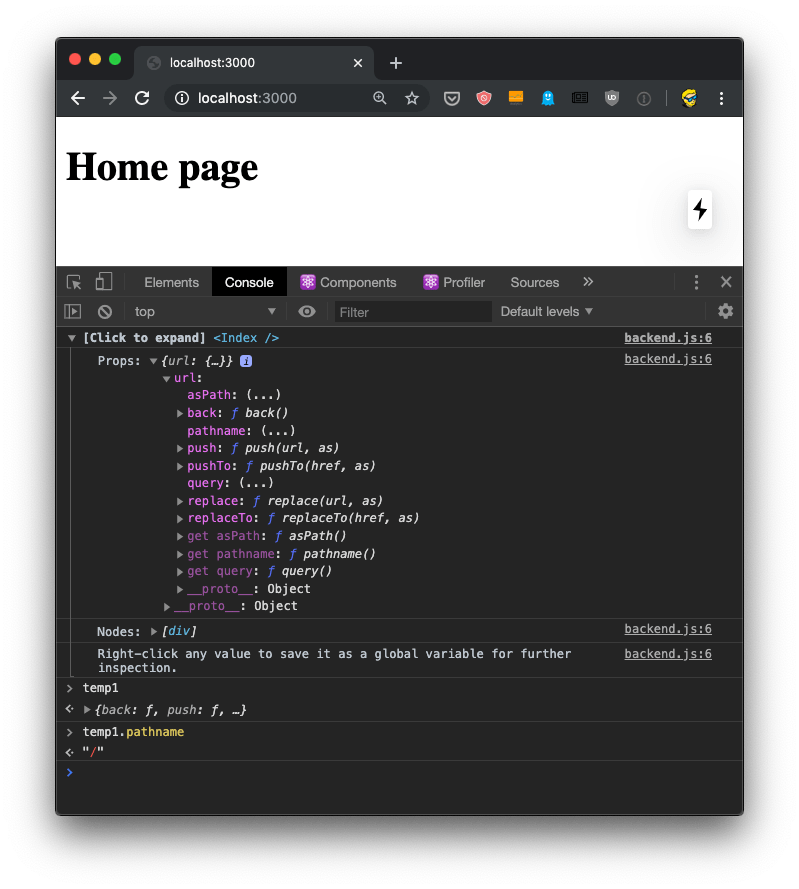 localhost:3000
localhost:3000
UD
Home page
Elements Console Components Profiler Sources »
top Filter Default levels
[Click to expand] <Index /> backend.js:6
Props: {url: {…}} i backend.js:6
url:
asPath: (...)
back: ƒ back()
pathname: (...)
push: ƒ push(url, as)
pushTo: ƒ pushTo(href, as)
query: (...)
replace: ƒ replace(url, as)
replaceTo: ƒ replaceTo(href, as)
get asPath: ƒ asPath()
get pathname: ƒ pathname()
get query: ƒ query()
__proto__: Object
__proto__: Object
Nodes: [div] backend.js:6
Right-click any value to save it as a global variable for further backend.js:6
inspection.
temp1
{back: ƒ, push: ƒ, …}
temp1.pathname
"/"